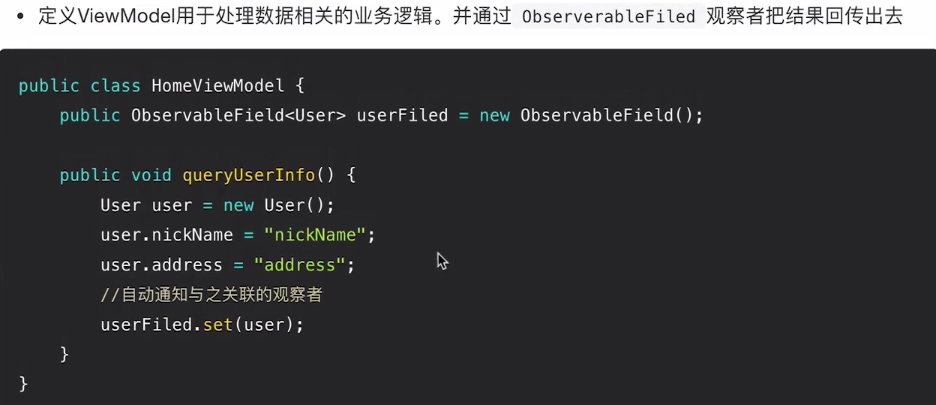 • 定义ViewModel用于处理数据相关的业务逻辑。并通过 ObserverableFiled 观察者把结果回传出去
public class HomeViewModel {
    public ObservableField<User> userFiled = new ObservableField();

    public void queryUserInfo() {
        User user = new User();
        user.nickName = "nickName";
        user.address = "address";
        //自动通知与之关联的观察者
        userFiled.set(user);
    }
}